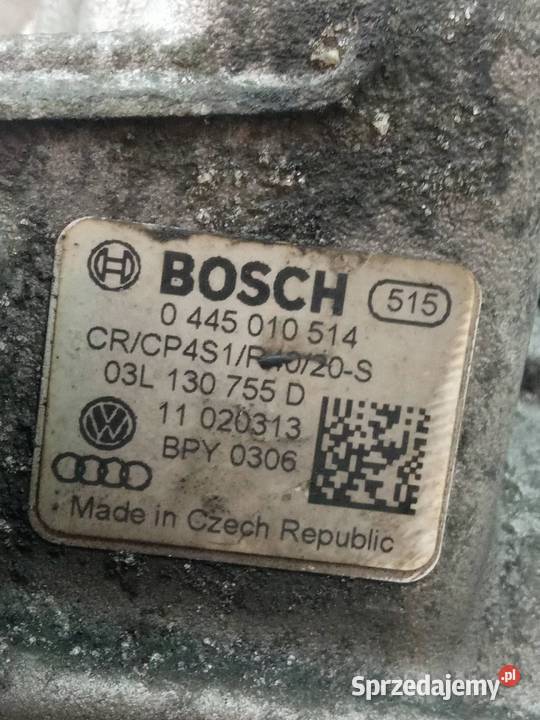 BOSCH 515
0 445 010 514
CR/CP4S1/R40/20-S
03L 130 755 D
11 020313
BPY 0306
Made in Czech Republic
Sprzedajemy.pl